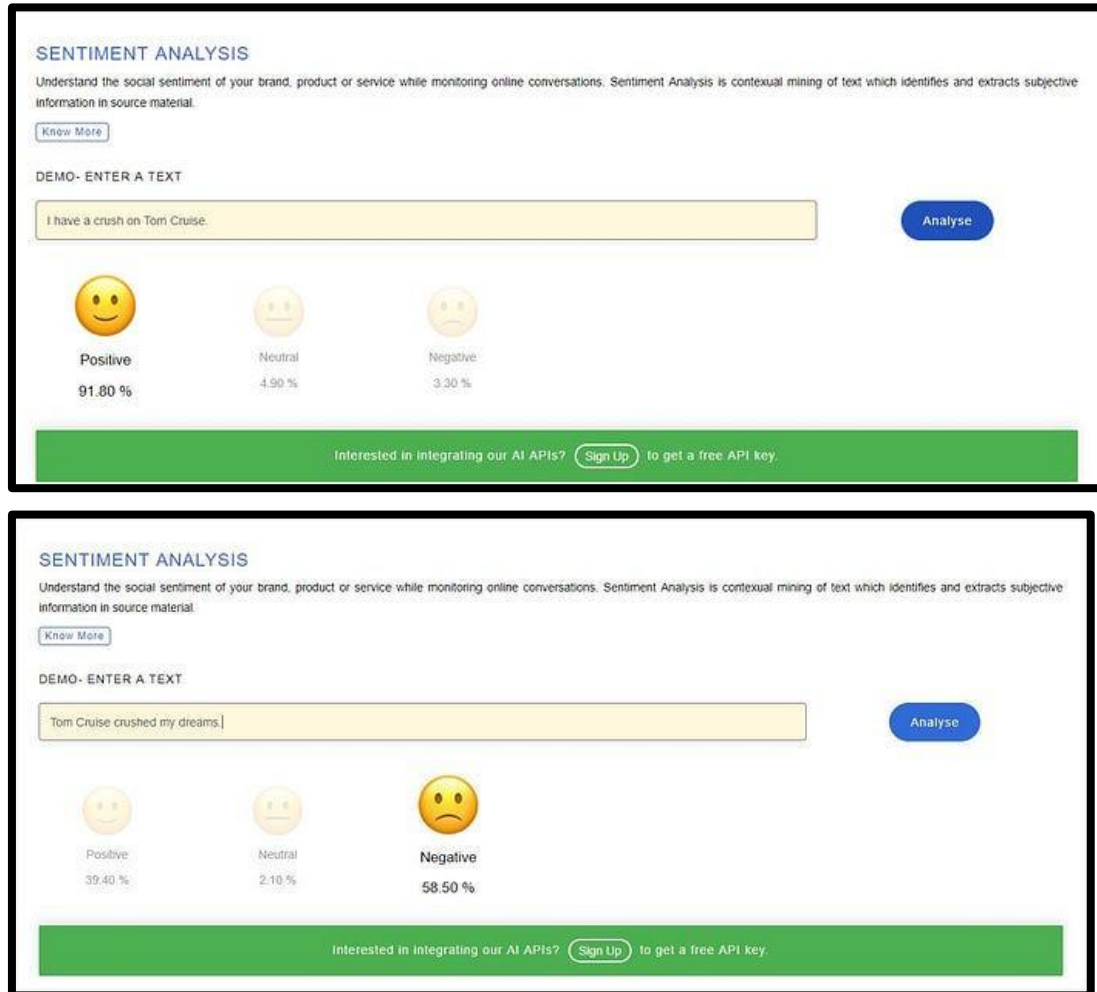 SENTIMENT ANALYSIS
Understand the social sentiment of your brand, product or service while monitoring online conversations. Sentiment Analysis is contexual mining of text which identifies and extracts subjective
information in source material.
Know More
DEMO- ENTER A TEXT
I have a crush on Tom Cruise.
Analyse
Positive
Neutral
Negative
91.80 %
4.90 %
3.30 %
Interested in integrating our AI APIs? Sign Up to get a free API key.
SENTIMENT ANALYSIS
Understand the social sentiment of your brand, product or service while monitoring online conversations. Sentiment Analysis is contexual mining of text which identifies and extracts subjective
information in source material.
Know More
DEMO- ENTER A TEXT
Tom Cruise crushed my dreams.
Analyse
Positive
Neutral
Negative
39.40 %
2.10 %
58.50 %
Interested in integrating our AI APIs? Sign Up to get a free API key.